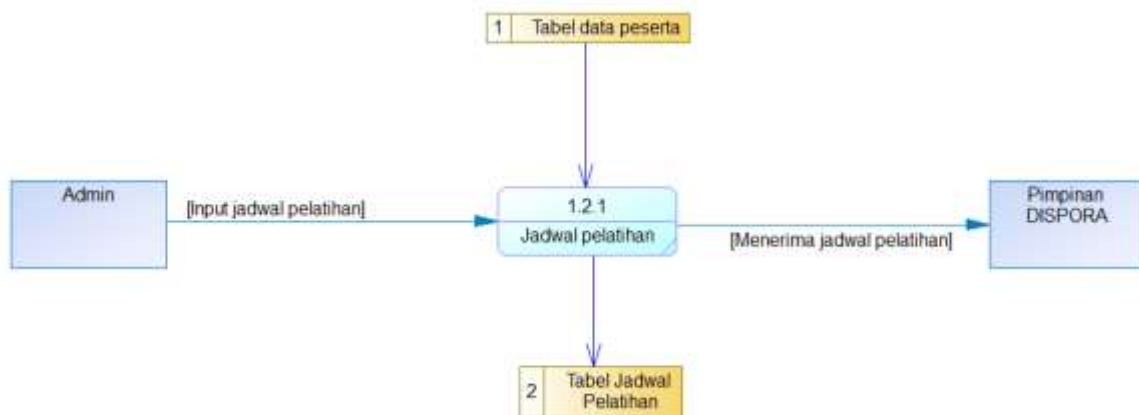 1 Tabel data peserta
Admin
[Input jadwal pelatihan]
1.2.1
Jadwal pelatihan
[Menerima jadwal pelatihan]
Pimpinan
DISPORA
2 Tabel Jadwal
Pelatihan